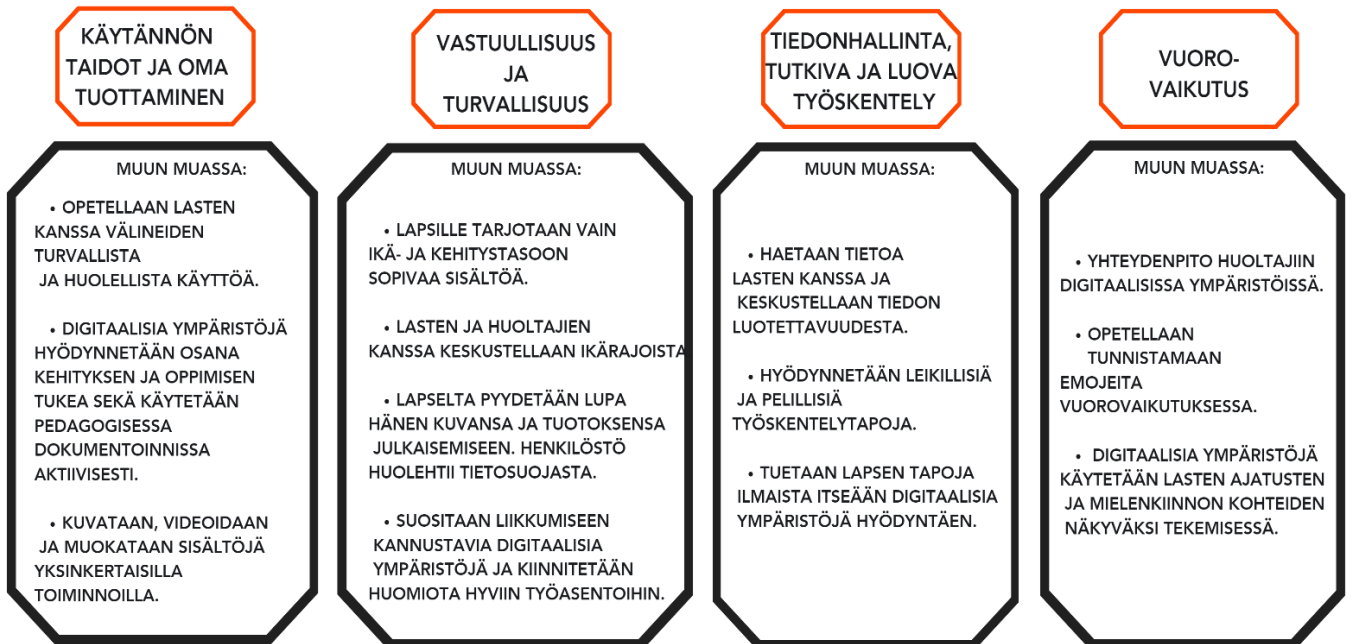 KÄYTÄNNÖN
TAIDOT JA OMA
TUOTTAMINEN
MUUN MUASSA:
• OPETELLAAN LASTEN
KANSSA VÄLINEIDEN
TURVALLISTA
JA HUOLELLISTA KÄYTTÖÄ.
• DIGITAALISIA YMPÄRISTÖJÄ
HYÖDYNNETÄÄN OSANA
KEHITYKSEN JA OPPIMISEN
TUKEA SEKÄ KÄYTETÄÄN
PEDAGOGISESSA
DOKUMENTOINNISSA
AKTIIVISESTI.
• KUVATAAN, VIDEOIDAAN
JA MUOKATAAN SISÄLTÖJÄ
YKSINKERTAISILLA
TOIMINNOILLA.
VASTUULLISUUS
JA
TURVALLISUUS
MUUN MUASSA:
• LAPSILLE TARJOTAAN VAIN
IKÄ- JA KEHITYSTASOON
SOPIVAA SISÄLTÖÄ.
• LASTEN JA HUOLTAJIEN
KANSSA KESKUSTELLAAN IKÄRAJOISTA
• LAPSELTA PYYDETÄÄN LUPA
HÄNEN KUVANSA JA TUOTOKSENSA
JULKAISEMISEEN. HENKILÖSTÖ
HUOLEHTII TIETOSUOJASTA.
• SUOSITAAN LIIKKUMISEEN
KANNUSTAVIA DIGITAALISIA
YMPÄRISTÖJÄ JA KIINNITETÄÄN
HUOMIOTA HYVIIN TYÖASENTOIHIN.
TIEDONHALLINTA,
TUTKIVA JA LUOVA
TYÖSKENTELY
MUUN MUASSA:
• HAETAAN TIETOA
LASTEN KANSSA JA
KESKUSTELLAAN TIEDON
LUOTETTAVUUDESTA.
• HYÖDYNNETÄÄN LEIKILLISIÄ
JA PELILLISIÄ
TYÖSKENTELYTAPOJA.
• TUETAAN LAPSEN TAPOJA
ILMAISTA ITSEÄÄN DIGITAALISIA
YMPÄRISTÖJÄ HYÖDYNTÄEN.
VUORO-
VAIKUTUS
MUUN MUASSA:
• YHTEYDENPITO HUOLTAJIIN
DIGITAALISISSA YMPÄRISTÖISSÄ.
• OPETELLAAN
TUNNISTAMAAN
EMOJEITA
VUOROVAIKUTUKSESSA.
• DIGITAALISIA YMPÄRISTÖJÄ
KÄYTETÄÄN LASTEN AJATUSTEN
JA MIELENKIINNON KOHTEIDEN
NÄKYVÄKSI TEKEMISESSÄ.